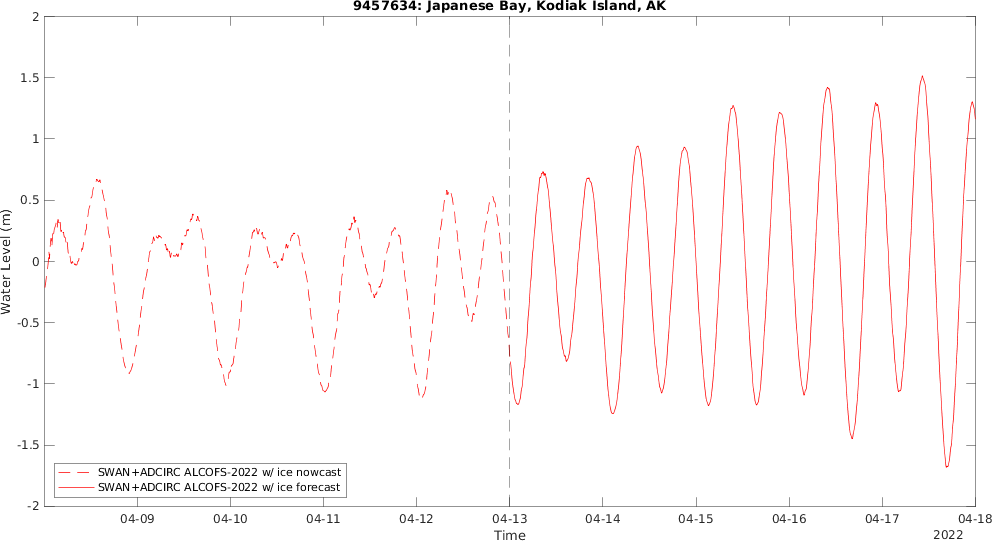 9457634: Japanese Bay, Kodiak Island, AK
2
1.5
1
0.5
0
-0.5
-1
-1.5
-2
Water Level (m)
SWAN+ADCIRC ALCOFS-2022 w/ ice nowcast
SWAN+ADCIRC ALCOFS-2022 w/ ice forecast
04-09 04-10 04-11 04-12 04-13 04-14 04-15 04-16 04-17 04-18
Time
2022